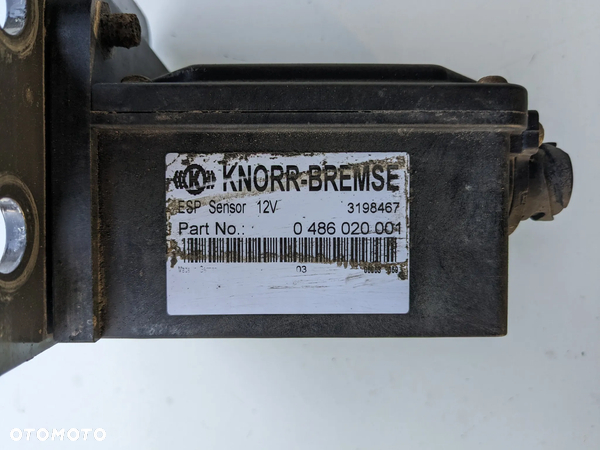 K KNORR-BREMSE
ESP Sensor 12V 3198467
Part No.: 0 486 020 001
03
OTOMOTO